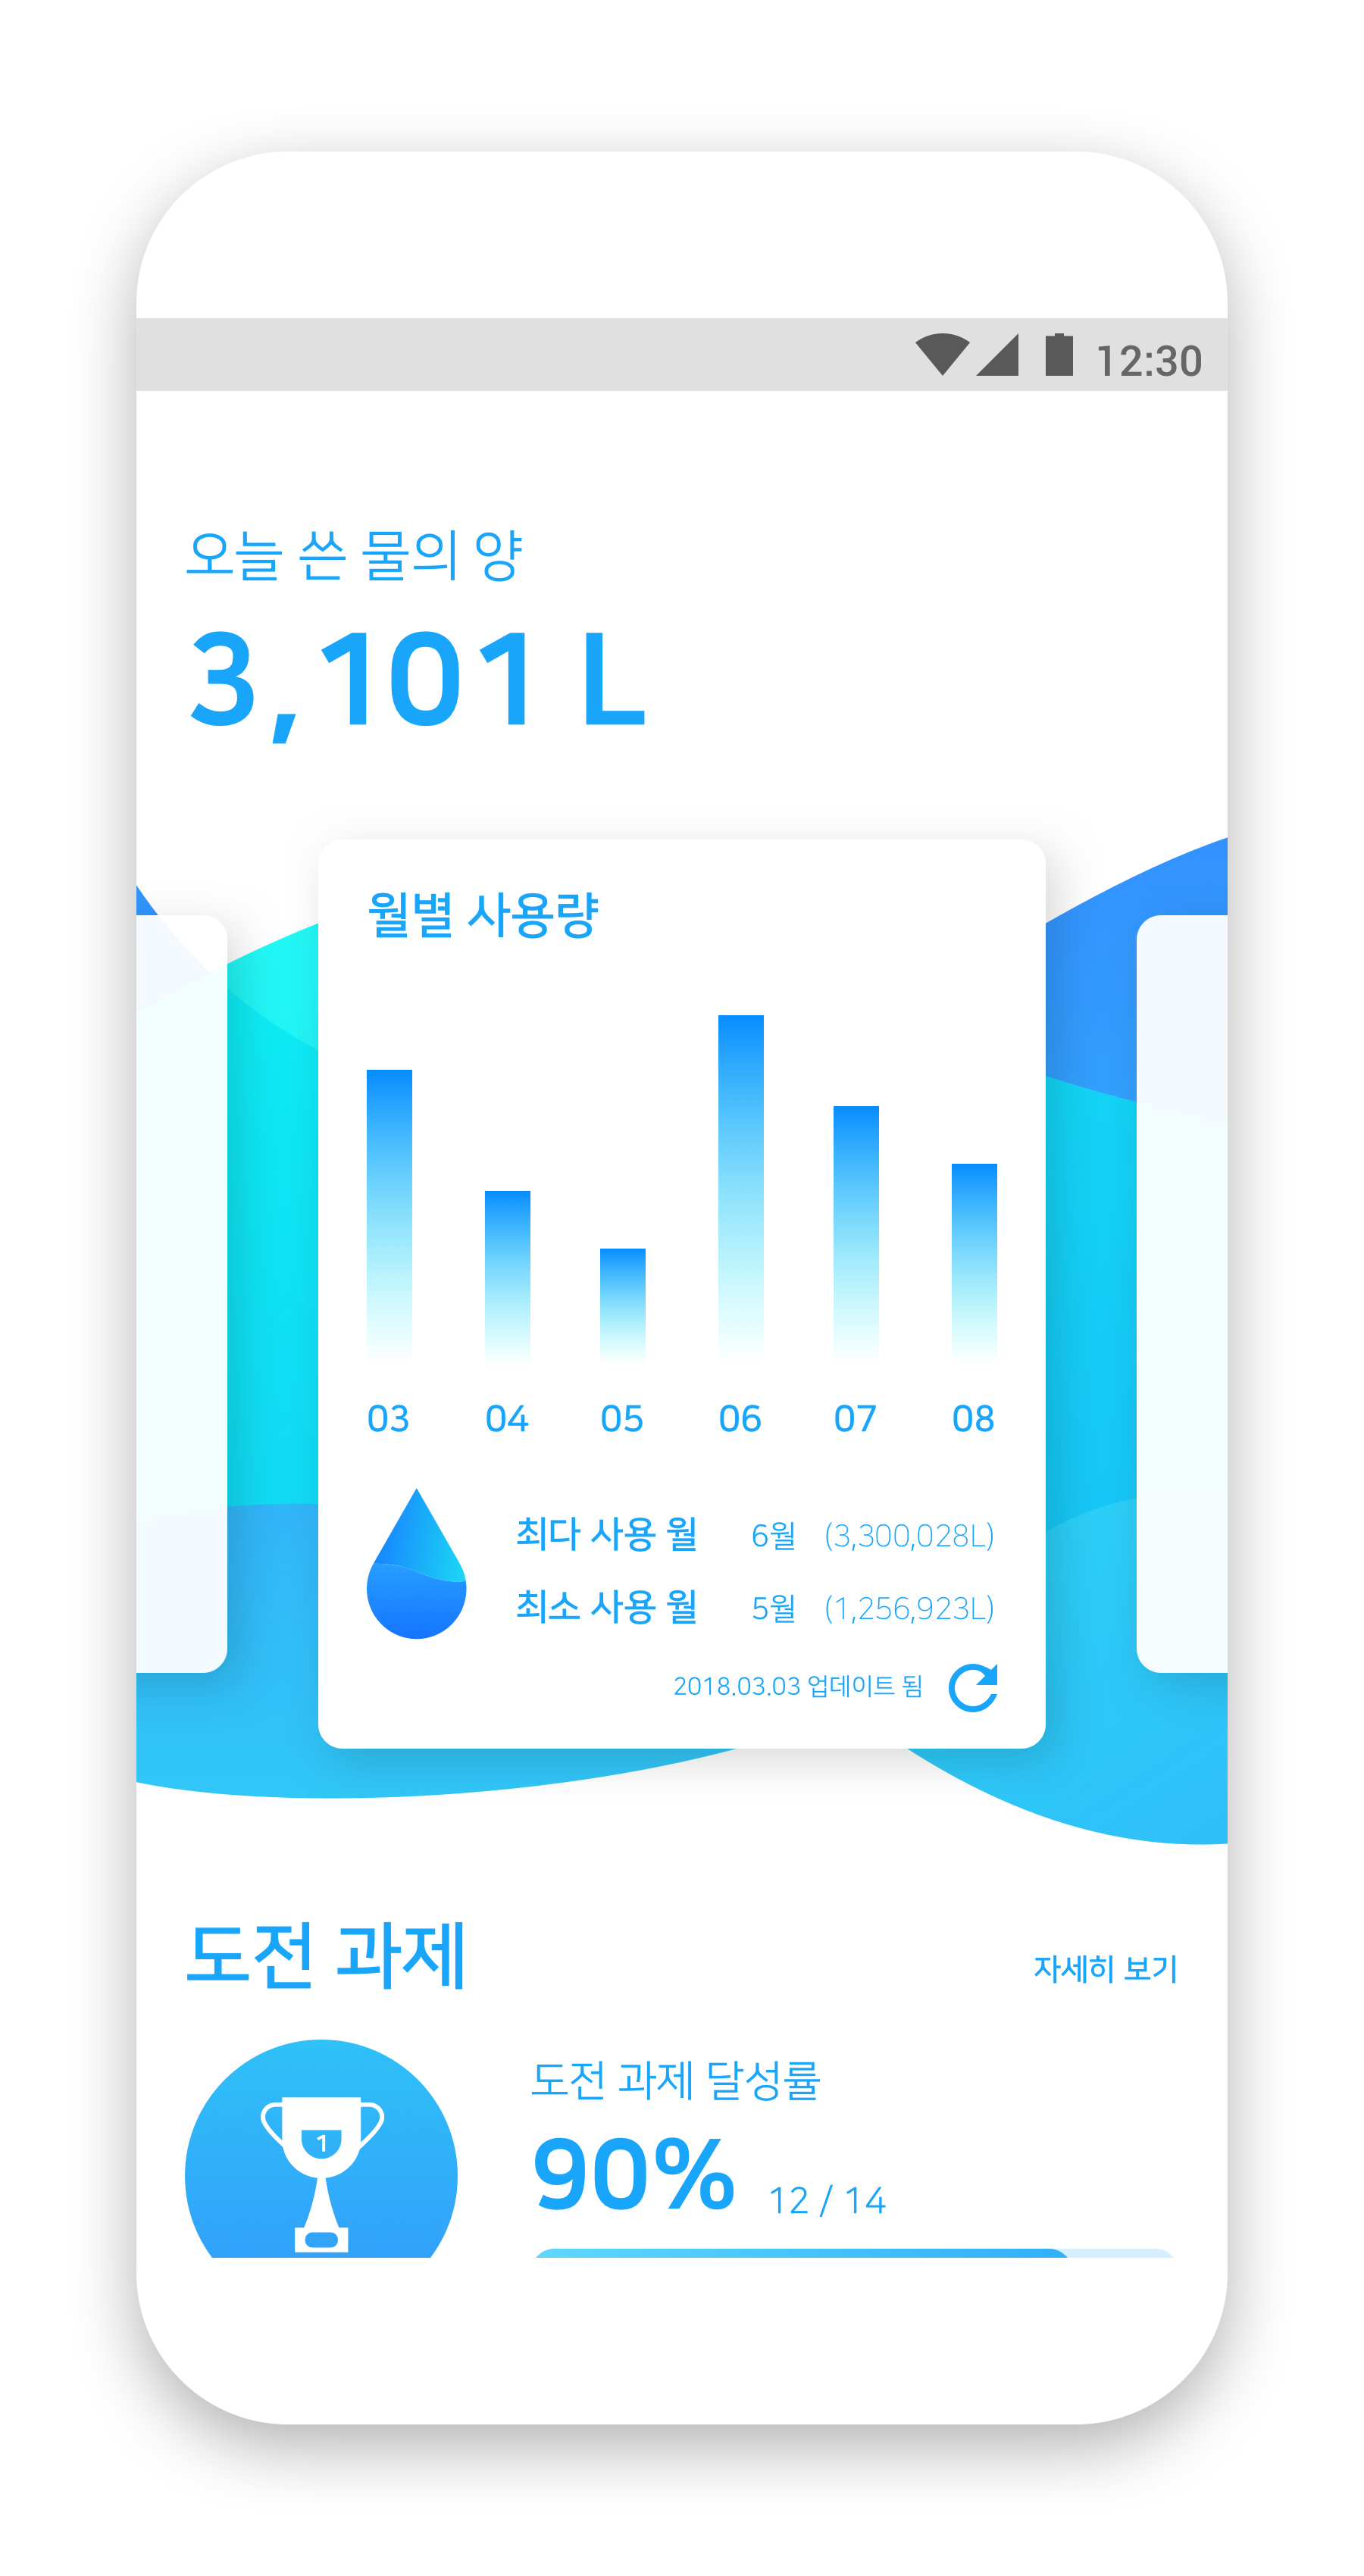 12:30
오늘 쓴 물의 양
3,101 L
월별 사용량
03 04 05 06 07 08
최다 사용 월 6월 (3,300,028L)
최소 사용 월 5월 (1,256,923L)
2018.03.03 업데이트 됨
도전 과제
자세히 보기
1
도전 과제 달성률
90% 12 / 14